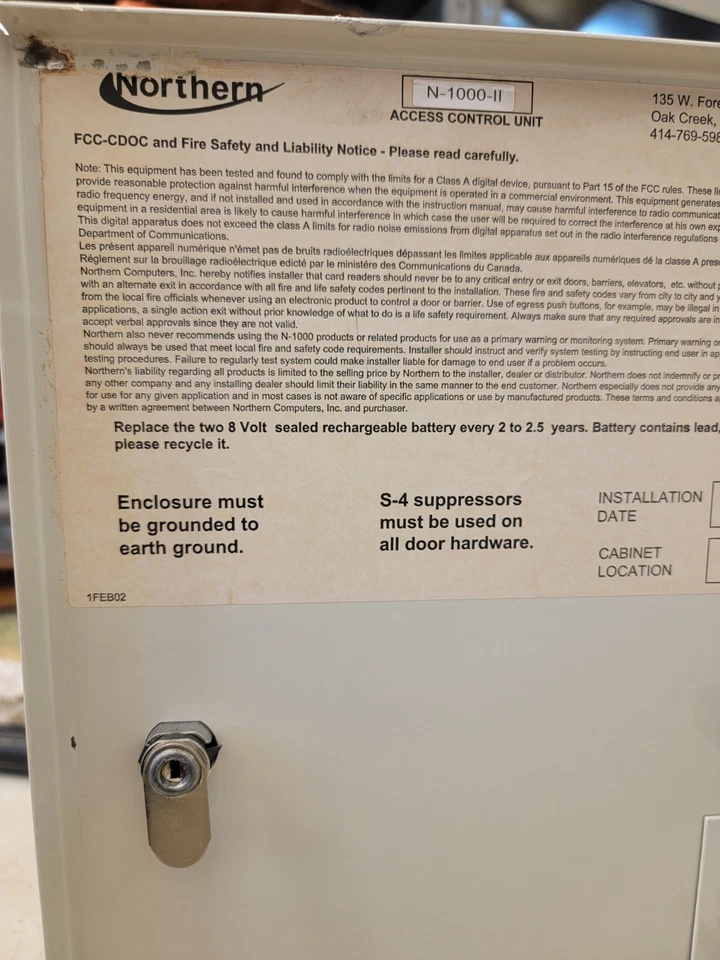 Northern
N-1000-II
ACCESS CONTROL UNIT
135 W. Fore
Oak Creek,
414-769-598
FCC-CDOC and Fire Safety and Liability Notice - Please read carefully.
Note: This equipment has been tested and found to comply with the limits for a Class A digital device, pursuant to Part 15 of the FCC rules. These li
provide reasonable protection against harmful interference when the equipment is operated in a commercial environment. This equipment generates
radio frequency energy, and if not installed and used in accordance with the instruction manual, may cause harmful interference to radio communicat
equipment in a residential area is likely to cause harmful interference in which case the user will be required to correct the interference at his own exp
This digital apparatus does not exceed the class A limits for radio noise emissions from digital apparatus set out in the radio interference regulations
Department of Communications.
Les présent appareil numérique n'émet pas de bruits radioélectriques dépassant les limites applicable aux appareils numériques dé la classe A pres
Réglement sur la brouillage radioélectrique edicté par le ministére des Communications du Canada.
Northern Computers, Inc. hereby notifies installer that card readers should never be to any critical entry or exit doors, barriers, elevators, etc. without
with an alternate exit in accordance with all fire and life safety codes pertinent to the installation. These fire and safety codes vary from city to city and
from the local fire officials whenever using an electronic product to control a door or barrier. Use of egress push buttons, for example, may be illegal in
applications, a single action exit without prior knowledge of what to do is a life safety requirement. Always make sure that any required approvals are in
accept verbal approvals since they are not valid.
Northern also never recommends using the N-1000 products or related products for use as a primary warning or monitoring system. Primary warning or
should always be used that meet local fire and safety code requirements. Installer should instruct and verify system testing by instructing end user in ap
testing procedures. Failure to regularly test system could make installer liable for damage to end user if a problem occurs.
Northern's liability regarding all products is limited to the selling price by Northern to the installer, dealer or distributor. Northern does not indemnify or pr
any other company and any installing dealer should limit their liability in the same manner to the end customer. Northern especially does not provide any
for use for any given application and in most cases is not aware of specific applications or use by manufactured products. These terms and conditions a
by a written agreement between Northern Computers, Inc. and purchaser.
Replace the two 8 Volt sealed rechargeable battery every 2 to 2.5 years. Battery contains lead,
please recycle it.
Enclosure must
be grounded to
earth ground.
S-4 suppressors
must be used on
all door hardware.
INSTALLATION
DATE
CABINET
LOCATION
1FEB02